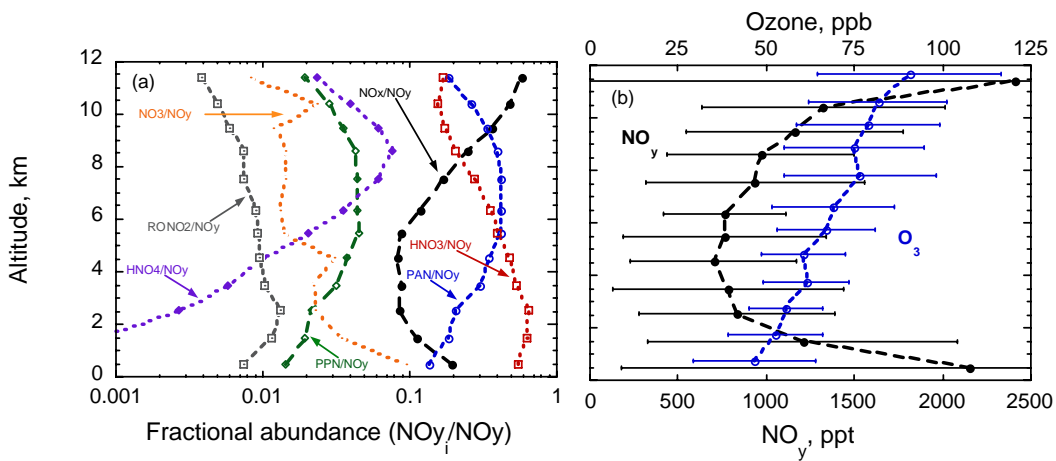 Ozone, ppb
0 25 50 75 100 125
12
10
8
6
4
2
0
Altitude, km
(a)
NOx/NOy
NO3/NOy
RONO2/NOy
HNO3/NOy
HNO4/NOy
PAN/NOy
PPN/NOy
0.001 0.01 0.1 1
Fractional abundance (NOyi/NOy)
(b)
NOy
O3
0 500 1000 1500 2000 2500
NOy, ppt